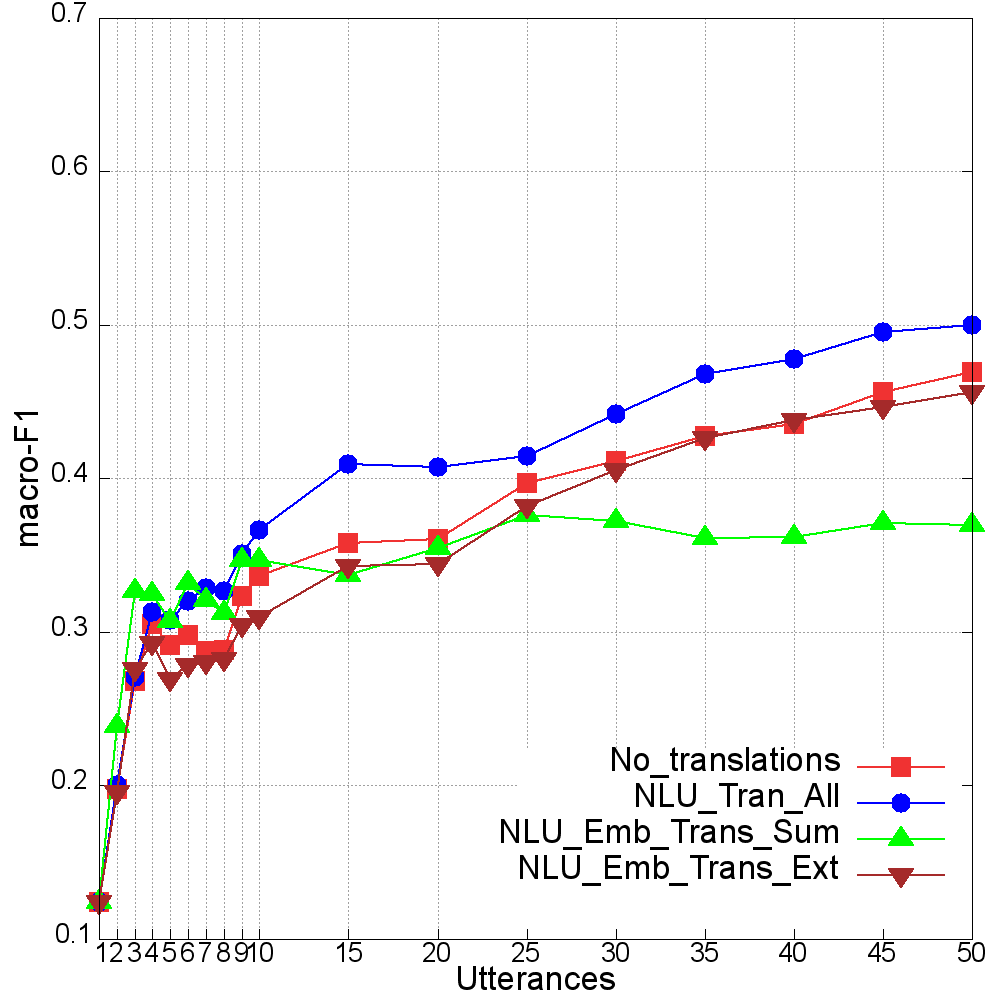 0.7
0.6
0.5
0.4
0.3
0.2
0.1
macro-F1
No_translations
NLU_Tran_All
NLU_Emb_Trans_Sum
NLU_Emb_Trans_Ext
1 2 3 4 5 6 7 8 9 10 15 20 25 30 35 40 45 50
Utterances